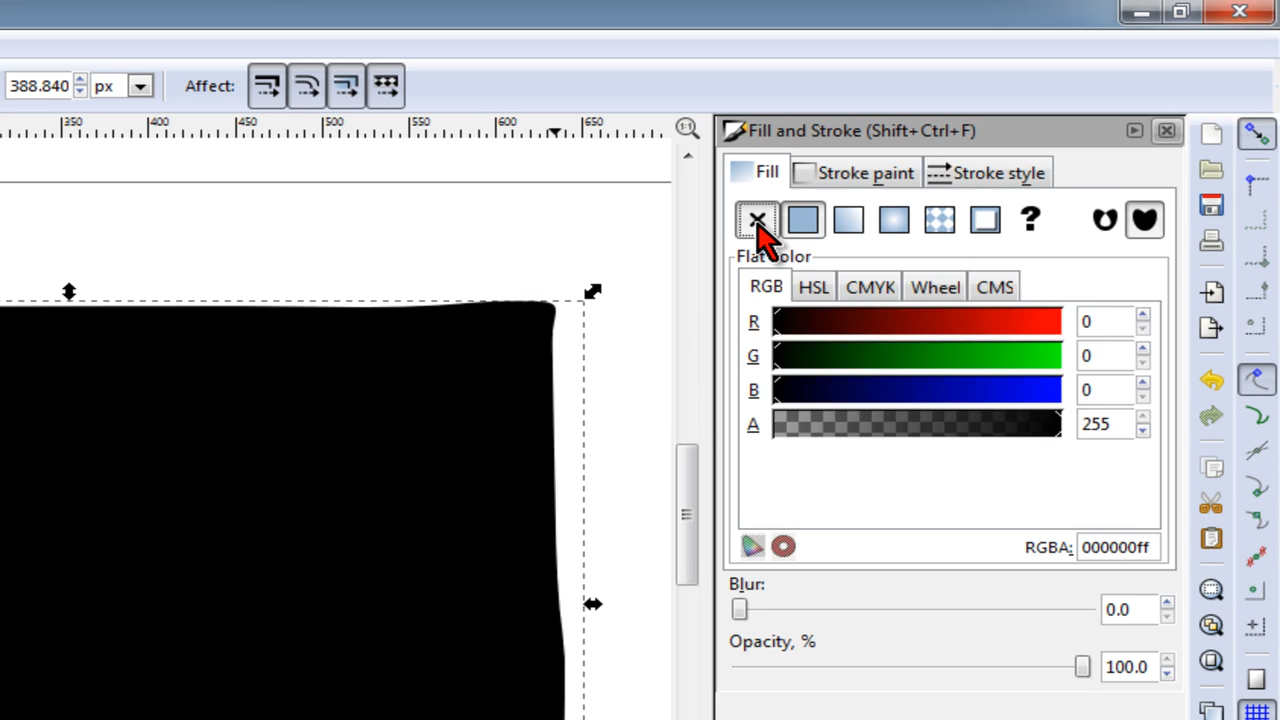 388.840 px Affect:
350 400 450 500 550 600 650
1:1
Fill and Stroke (Shift+Ctrl+F)
Fill Stroke paint Stroke style
?
Flat color
RGB HSL CMYK Wheel CMS
R 0
G 0
B 0
A 255
RGBA: 000000ff
Blur:
0.0
Opacity, %
100.0